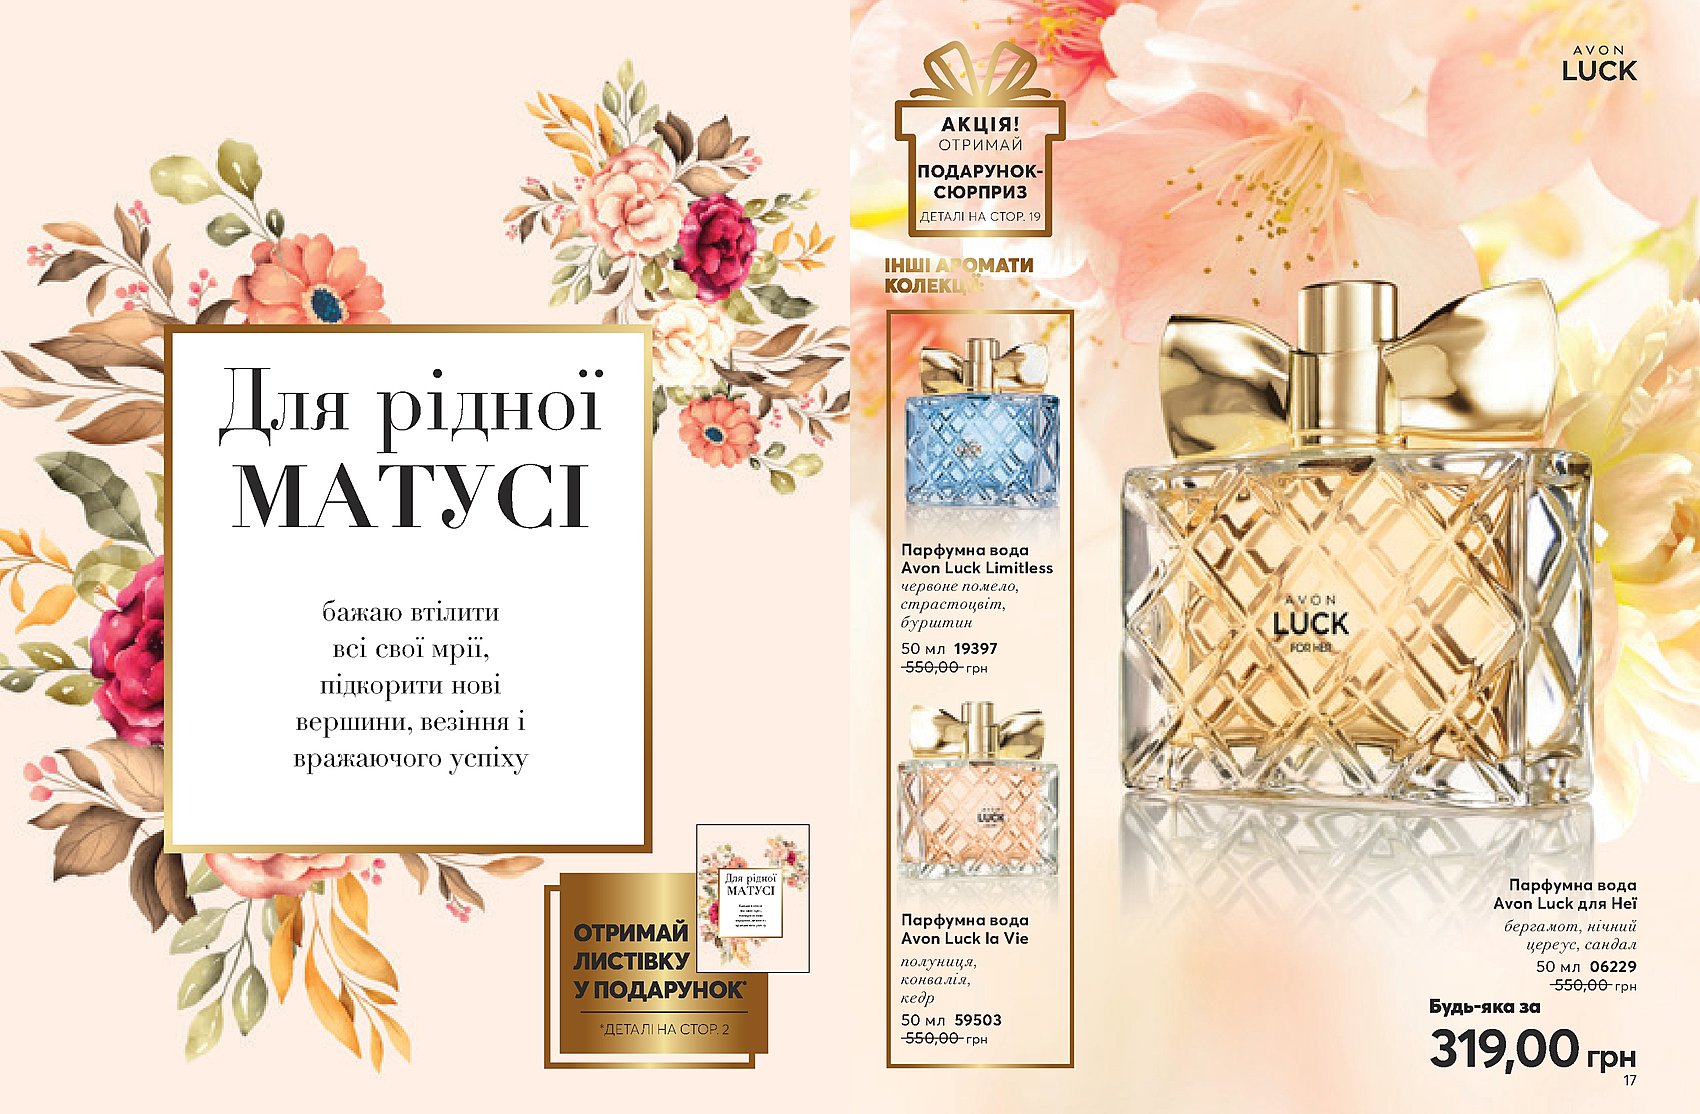 Для рідної
МАТУСІ
бажаю втілити
всі свої мрії,
підкорити нові
вершини, везіння і
вражаючого успіху
ОТРИМАЙ
ЛИСТІВКУ
У ПОДАРУНОК*
*ДЕТАЛІ НА СТОР. 2
Для рідної
МАТУСІ
АКЦІЯ!
ОТРИМАЙ
ПОДАРУНОК-
СЮРПРИЗ
ДЕТАЛІ НА СТОР. 19
ІНШІ АРОМАТИ
КОЛЕКЦІЇ:
LUCK
Парфумна вода
Avon Luck Limitless
червоне помело,
страстоцвіт,
бурштин
50 мл 19397
550,00 грн
AVON
LUCK
Парфумна вода
Avon Luck la Vie
полуниця,
конвалія,
кедр
50 мл 59503
550,00 грн
AVON
LUCK
AVON
LUCK
FOR HER
Парфумна вода
Avon Luck для Неї
бергамот, нічний
цереус, сандал
50 мл 06229
550,00 грн
Будь-яка за
319,00 грн
17